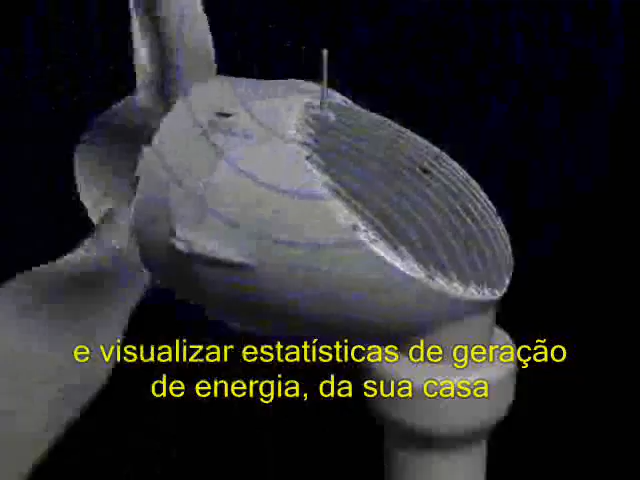 e visualizar estatísticas de geração
de energia, da sua casa